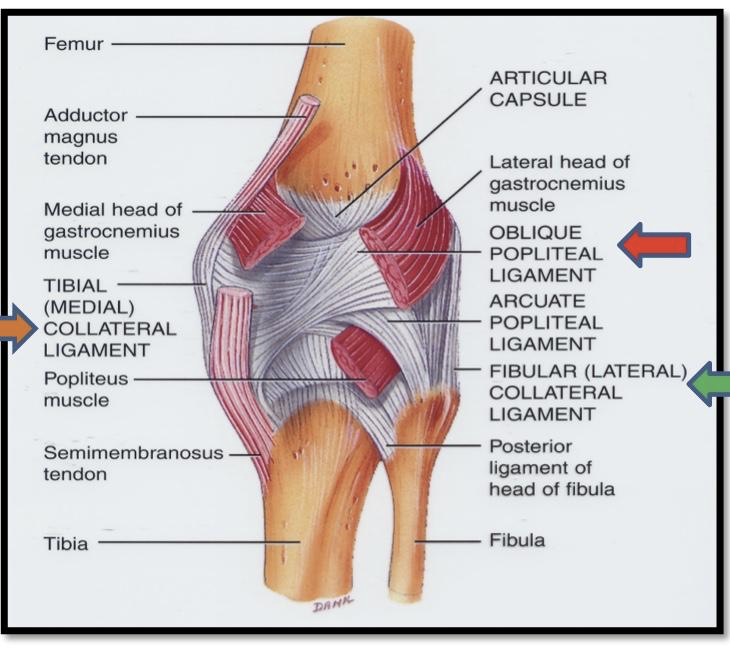 Femur
Adductor
magnus
tendon
Medial head of
gastrocnemius
muscle
TIBIAL
(MEDIAL)
COLLATERAL
LIGAMENT
Popliteus
muscle
Semimembranosus
tendon
Tibia
ARTICULAR
CAPSULE
Lateral head of
gastrocnemius
muscle
OBLIQUE
POPLITEAL
LIGAMENT
ARCUATE
POPLITEAL
LIGAMENT
FIBULAR (LATERAL)
COLLATERAL
LIGAMENT
Posterior
ligament of
head of fibula
Fibula
DANK